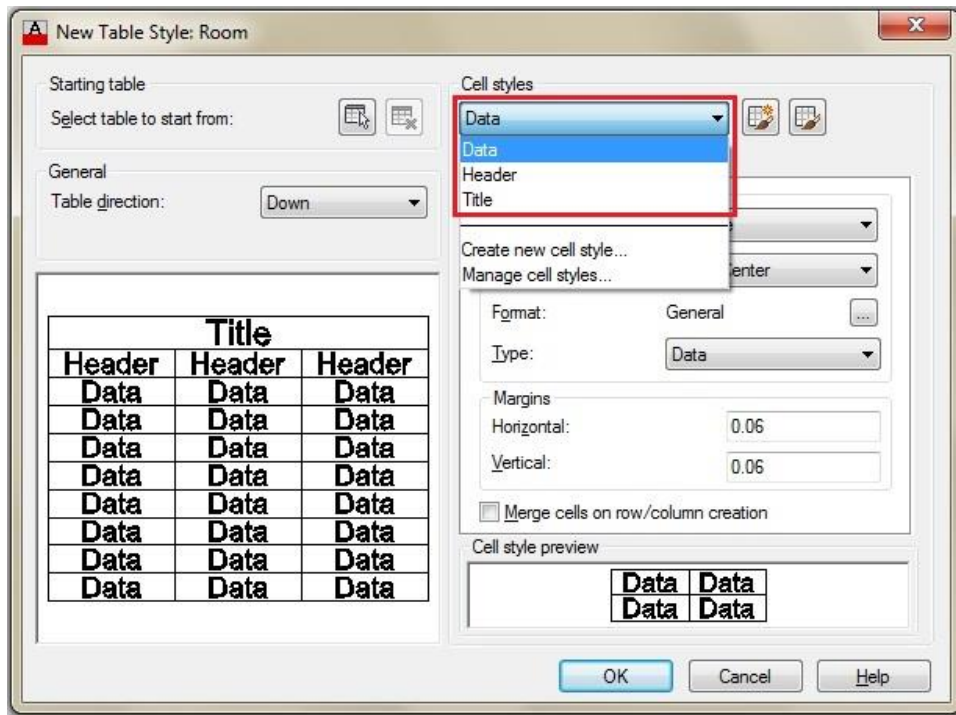 New Table Style: Room
Starting table
Select table to start from:
General
Table direction:
Down
Title
Header Header Header
Data Data Data
Data Data Data
Data Data Data
Data Data Data
Data Data Data
Data Data Data
Data Data Data
Data Data Data
Cell styles
Data
Data
Header
Title
Create new cell style...
Manage cell styles...
Format: General ...
Type: Data
Margins
Horizontal: 0.06
Vertical: 0.06
Merge cells on row/column creation
Cell style preview
Data Data
Data Data
OK Cancel Help